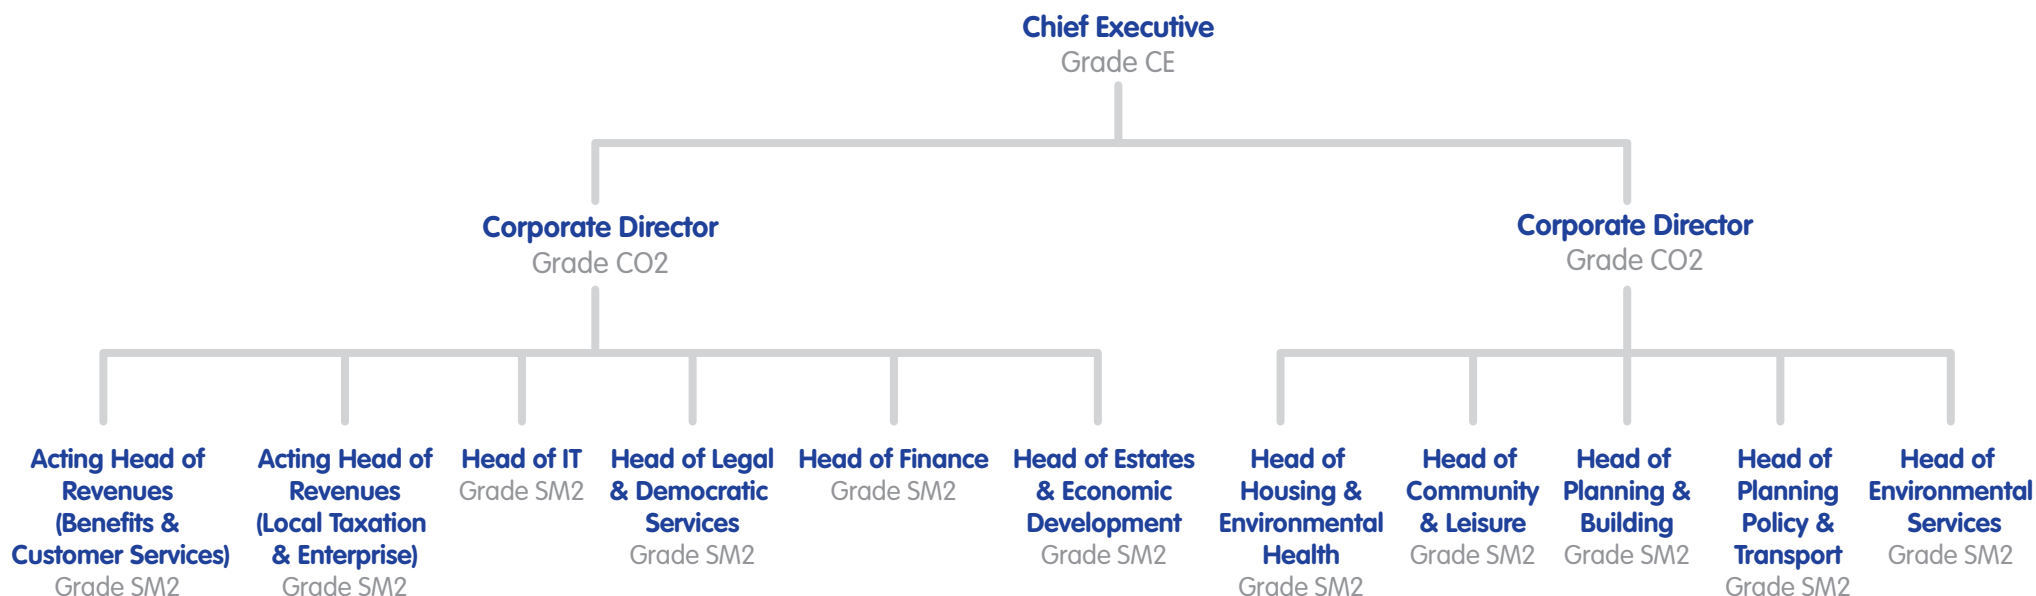 Chief Executive
Grade CE
Corporate Director
Grade CO2
Corporate Director
Grade CO2
Acting Head of
Revenues
(Benefits &
Customer Services)
Grade SM2
Acting Head of
Revenues
(Local Taxation
& Enterprise)
Grade SM2
Head of IT
Grade SM2
Head of Legal
& Democratic
Services
Grade SM2
Head of Finance
Grade SM2
Head of Estates
& Economic
Development
Grade SM2
Head of
Housing &
Environmental
Health
Grade SM2
Head of
Community
& Leisure
Grade SM2
Head of
Planning &
Building
Grade SM2
Head of
Planning
Policy &
Transport
Grade SM2
Head of
Environmental
Services
Grade SM2